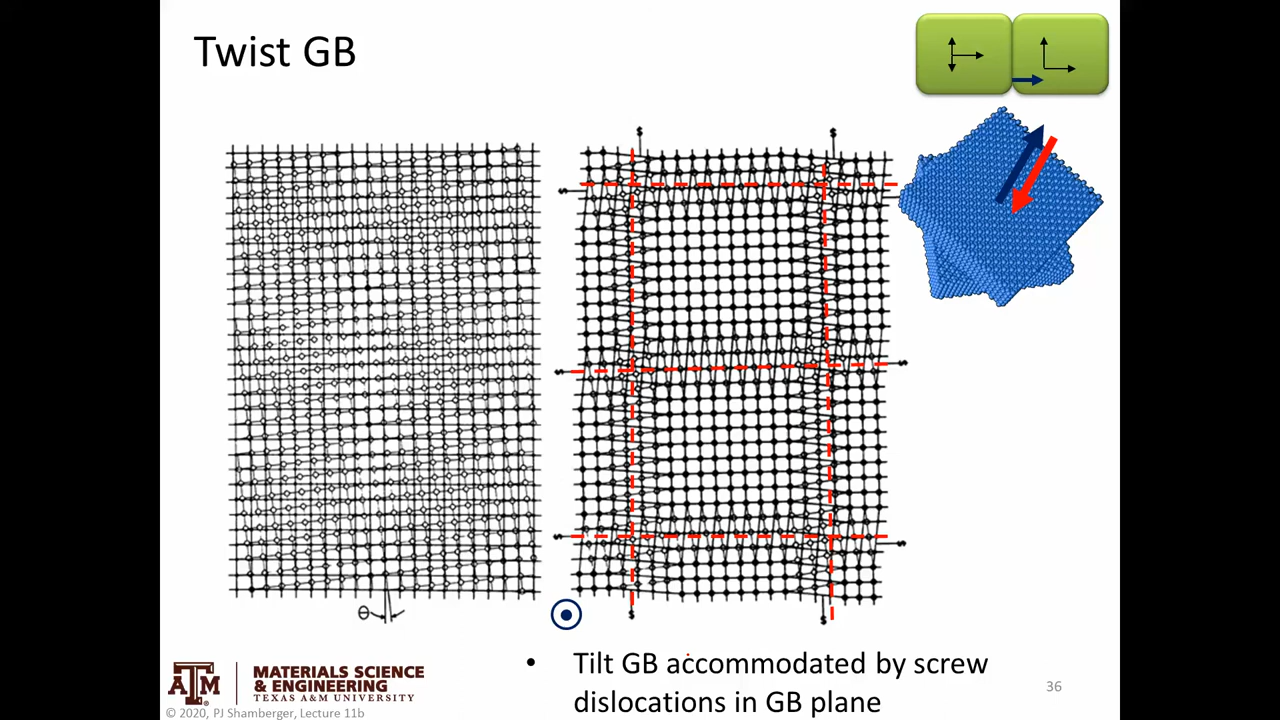 Twist GB
$ $
$
$
$ $
$ $
θ
• Tilt GB accommodated by screw
dislocations in GB plane
ATM
MATERIALS SCIENCE
& ENGINEERING
TEXAS A&M UNIVERSITY
© 2020, PJ Shamberger, Lecture 11b
36